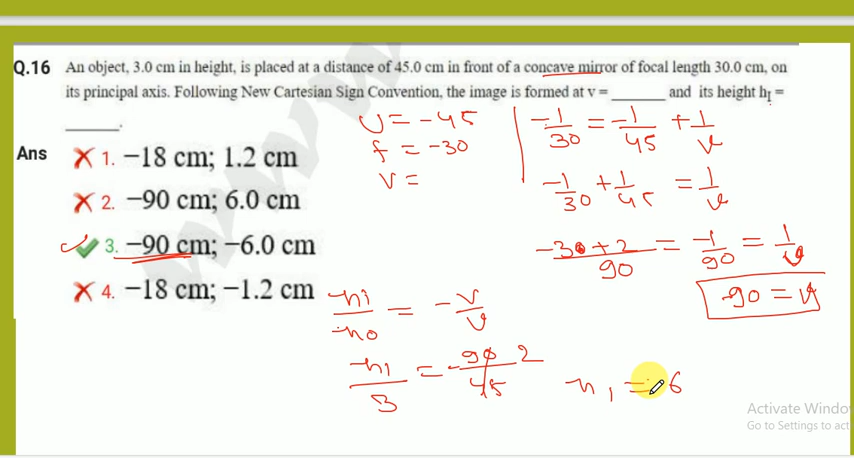 Q.16 An object, 3.0 cm in height, is placed at a distance of 45.0 cm in front of a concave mirror of focal length 30.0 cm, on
its principal axis. Following New Cartesian Sign Convention, the image is formed at v = ______ and its height hI =
______.
Ans
1. −18 cm; 1.2 cm
2. −90 cm; 6.0 cm
3. −90 cm; −6.0 cm
4. −18 cm; −1.2 cm
U = -45
f = -30
V =
-1/30 = -1/45 + 1/v
-1/30 + 1/45 = 1/v
-3 + 2/90 = -1/90 = 1/v
-90 = v
hi/ho = - v/u
hi/3 = -90/45 2
hi = -6
Activate Windo
Go to Settings to act